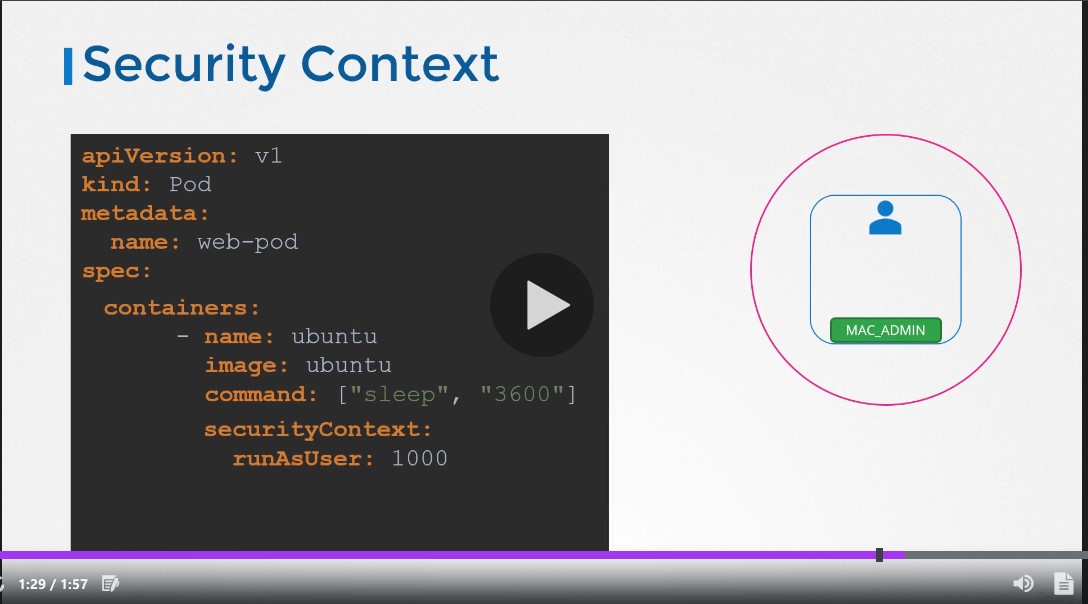 Security Context
apiVersion: v1
kind: Pod
metadata:
  name: web-pod
spec:
  containers:
    - name: ubuntu
      image: ubuntu
      command: ["sleep", "3600"]
      securityContext:
        runAsUser: 1000
MAC_ADMIN
1:29 / 1:57